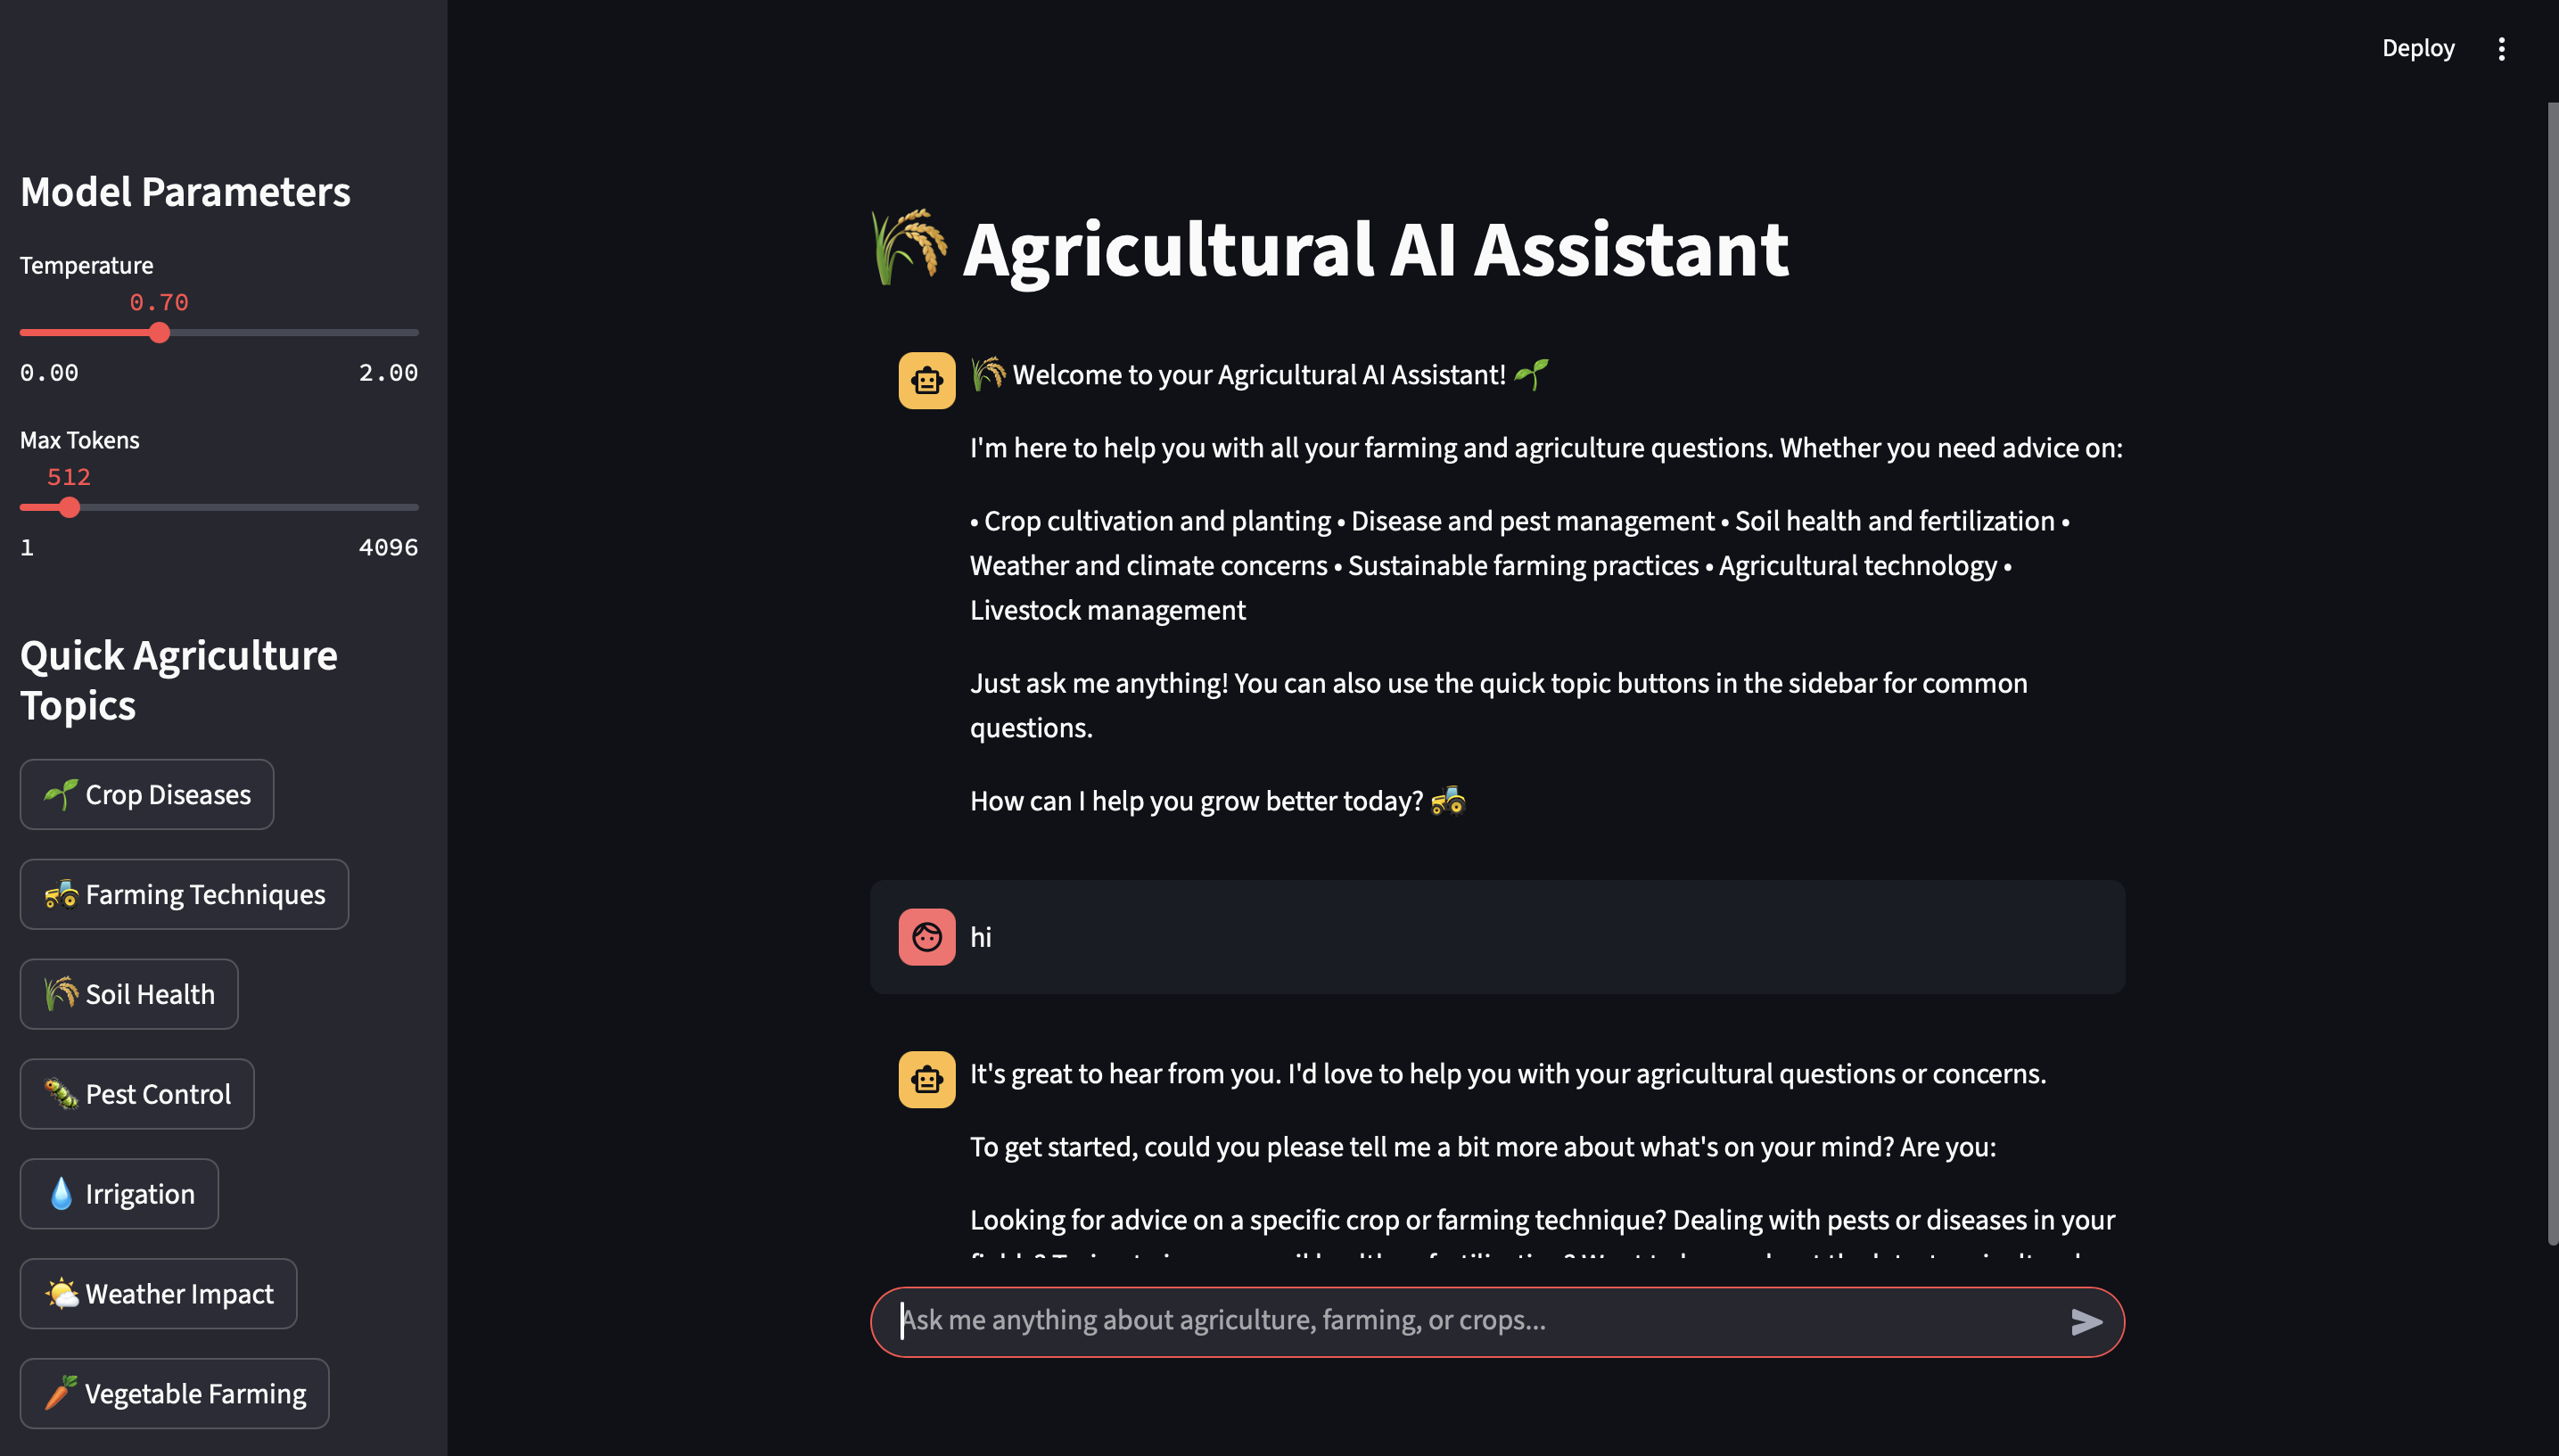 Deploy
Model Parameters
Temperature
0.70
0.00 2.00
Max Tokens
512
1 4096
Quick Agriculture
Topics
🌱 Crop Diseases
🚜 Farming Techniques
🌾 Soil Health
🐛 Pest Control
💧 Irrigation
🌤️ Weather Impact
🥕 Vegetable Farming
🌾 Agricultural AI Assistant
🌾 Welcome to your Agricultural AI Assistant! 🌱
I'm here to help you with all your farming and agriculture questions. Whether you need advice on:
• Crop cultivation and planting • Disease and pest management • Soil health and fertilization •
Weather and climate concerns • Sustainable farming practices • Agricultural technology •
Livestock management
Just ask me anything! You can also use the quick topic buttons in the sidebar for common
questions.
How can I help you grow better today? 🚜
hi
It's great to hear from you. I'd love to help you with your agricultural questions or concerns.
To get started, could you please tell me a bit more about what's on your mind? Are you:
Looking for advice on a specific crop or farming technique? Dealing with pests or diseases in your
Ask me anything about agriculture, farming, or crops...